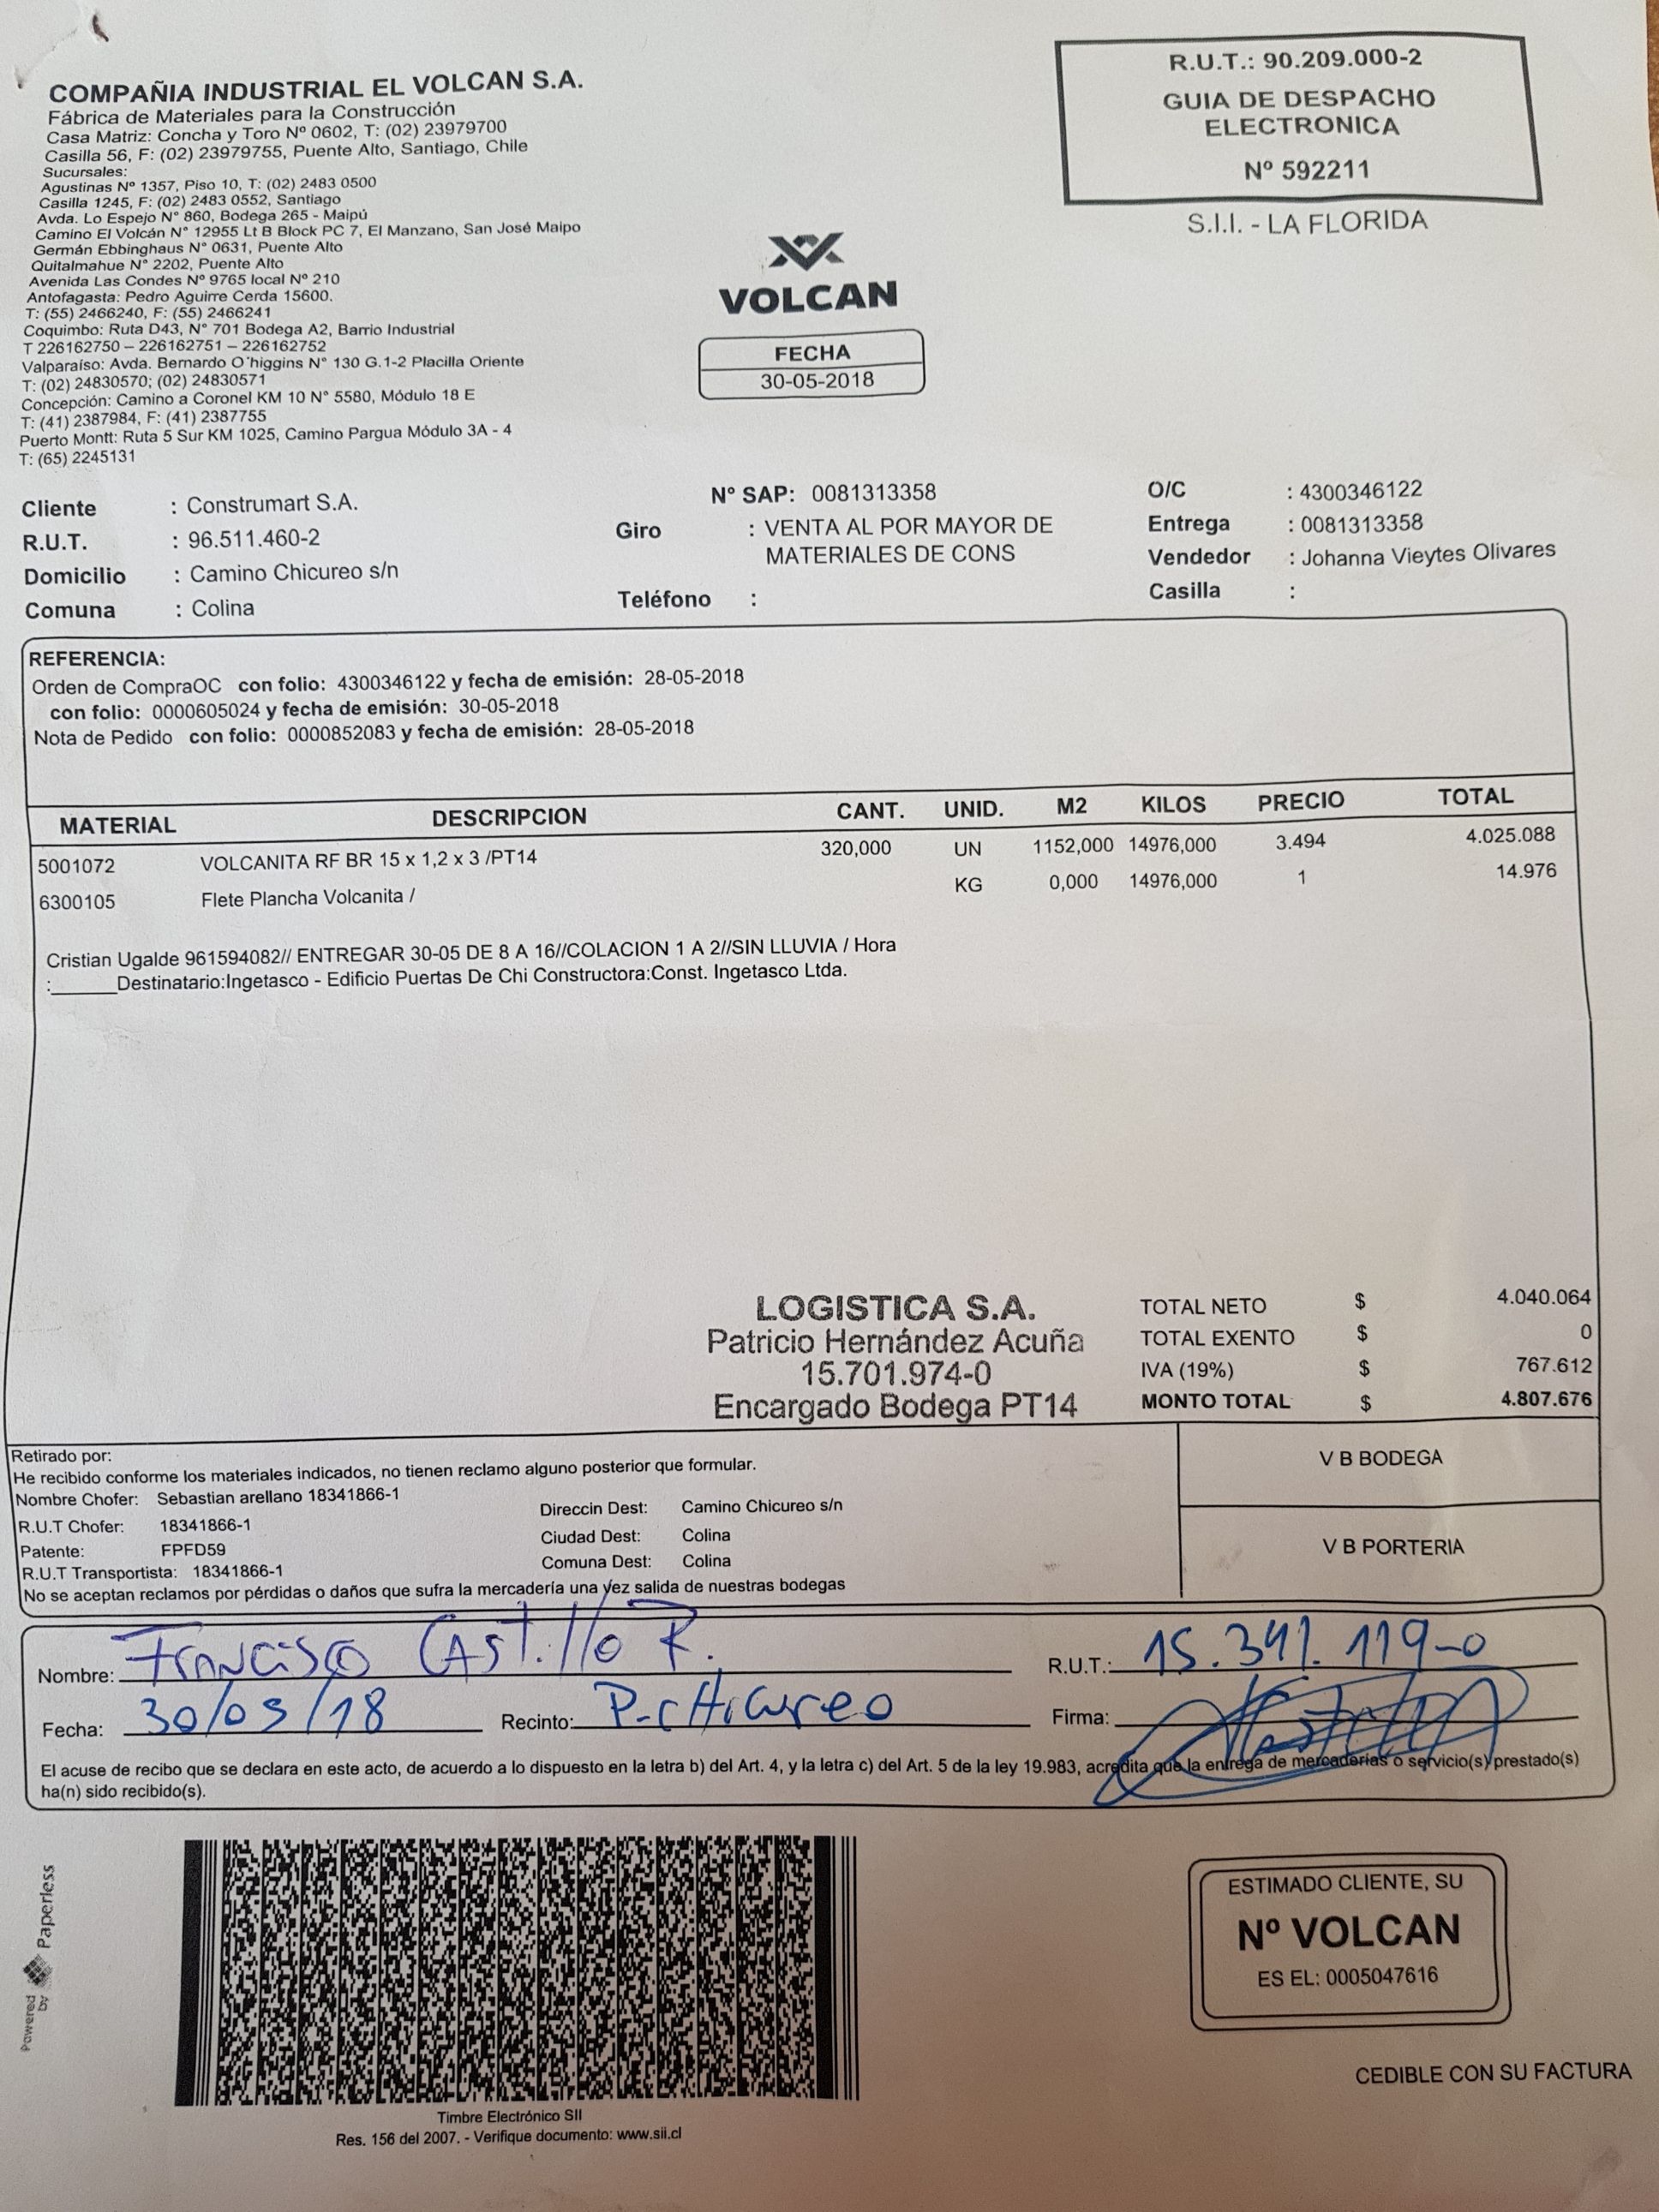 COMPAÑIA INDUSTRIAL EL VOLCAN S.A.
Fábrica de Materiales para la Construcción
Casa Matriz: Concha y Toro Nº 0602, T: (02) 23979700
Casilla 56, F: (02) 23979755, Puente Alto, Santiago, Chile
Sucursales:
Agustinas Nº 1357, Piso 10, T: (02) 2483 0500
Casilla 1245, F: (02) 2483 0552, Santiago
Avda. Lo Espejo N° 860, Bodega 265 - Maipú
Camino El Volcán N° 12955 Lt B Block PC 7, El Manzano, San José Maipo
Germán Ebbinghaus N° 0631, Puente Alto
Quitalmahue N° 2202, Puente Alto
Avenida Las Condes Nº 9765 local Nº 210
Antofagasta: Pedro Aguirre Cerda 15600.
T: (55) 2466240, F: (55) 2466241
Coquimbo: Ruta D43, N° 701 Bodega A2, Barrio Industrial
T 226162750 – 226162751 – 226162752
Valparaíso: Avda. Bernardo O´higgins N° 130 G.1-2 Placilla Oriente
T: (02) 24830570; (02) 24830571
Concepción: Camino a Coronel KM 10 N° 5580, Módulo 18 E
T: (41) 2387984, F: (41) 2387755
Puerto Montt: Ruta 5 Sur KM 1025, Camino Pargua Módulo 3A - 4
T: (65) 2245131
R.U.T.: 90.209.000-2
GUIA DE DESPACHO
ELECTRONICA
Nº 592211
S.I.I. - LA FLORIDA
VOLCAN
FECHA
30-05-2018
Cliente : Construmart S.A.
R.U.T. : 96.511.460-2
Domicilio : Camino Chicureo s/n
Comuna : Colina
N° SAP: 0081313358
Giro : VENTA AL POR MAYOR DE
MATERIALES DE CONS
Teléfono :
O/C : 4300346122
Entrega : 0081313358
Vendedor : Johanna Vieytes Olivares
Casilla :
REFERENCIA:
Orden de CompraOC con folio: 4300346122 y fecha de emisión: 28-05-2018
con folio: 0000605024 y fecha de emisión: 30-05-2018
Nota de Pedido con folio: 0000852083 y fecha de emisión: 28-05-2018
MATERIAL DESCRIPCION CANT. UNID. M2 KILOS PRECIO TOTAL
5001072 VOLCANITA RF BR 15 x 1,2 x 3 /PT14 320,000 UN 1152,000 14976,000 3.494 4.025.088
6300105 Flete Plancha Volcanita / KG 0,000 14976,000 1 14.976
Cristian Ugalde 961594082// ENTREGAR 30-05 DE 8 A 16//COLACION 1 A 2//SIN LLUVIA / Hora
:______Destinatario:Ingetasco - Edificio Puertas De Chi Constructora:Const. Ingetasco Ltda.
LOGISTICA S.A.
Patricio Hernández Acuña
15.701.974-0
Encargado Bodega PT14
TOTAL NETO $ 4.040.064
TOTAL EXENTO $ 0
IVA (19%) $ 767.612
MONTO TOTAL $ 4.807.676
Retirado por:
He recibido conforme los materiales indicados, no tienen reclamo alguno posterior que formular.
Nombre Chofer: Sebastian arellano 18341866-1
R.U.T Chofer: 18341866-1
Patente: FPFD59
R.U.T Transportista: 18341866-1
Direccin Dest: Camino Chicureo s/n
Ciudad Dest: Colina
Comuna Dest: Colina
No se aceptan reclamos por pérdidas o daños que sufra la mercadería una vez salida de nuestras bodegas
V B BODEGA
V B PORTERIA
Nombre: Francisco Castillo R. R.U.T.: 15.341.119-0
Fecha: 30/05/18 Recinto: P-cHicureo Firma:
El acuse de recibo que se declara en este acto, de acuerdo a lo dispuesto en la letra b) del Art. 4, y la letra c) del Art. 5 de la ley 19.983, acredita que la entrega de mercaderías o servicio(s) prestado(s)
ha(n) sido recibido(s).
Powered by Paperless
Timbre Electrónico SII
Res. 156 del 2007. - Verifique documento: www.sii.cl
ESTIMADO CLIENTE, SU
Nº VOLCAN
ES EL: 0005047616
CEDIBLE CON SU FACTURA